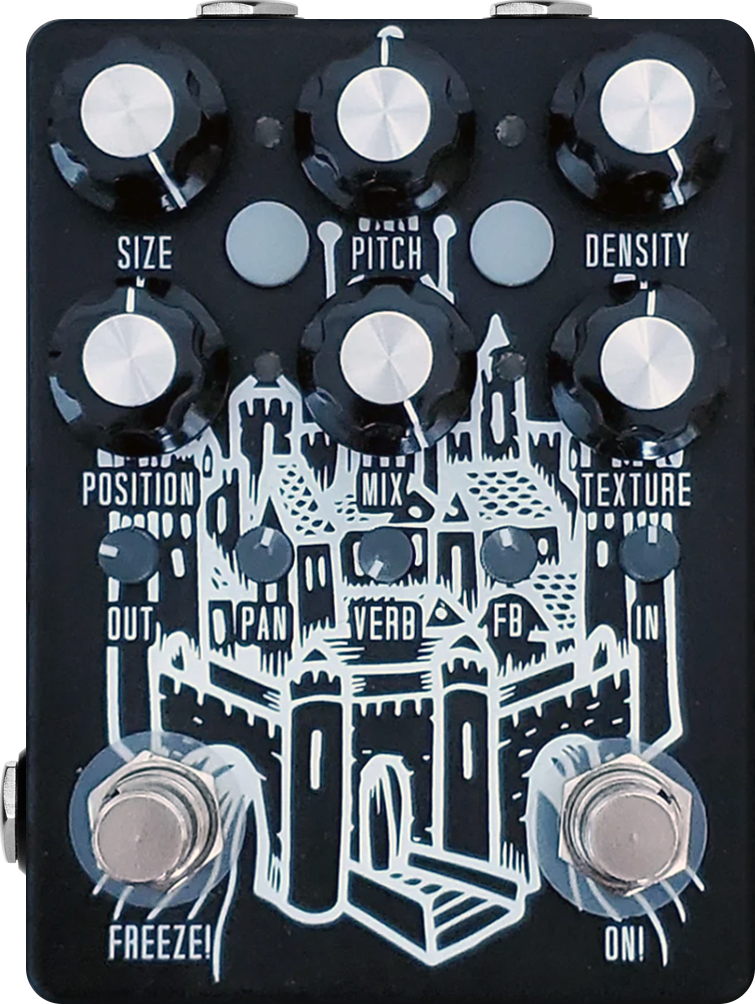 SIZE
PITCH
DENSITY
POSITION
MIX
TEXTURE
OUT
PAN
VERB
FB
IN
FREEZE!
ON!